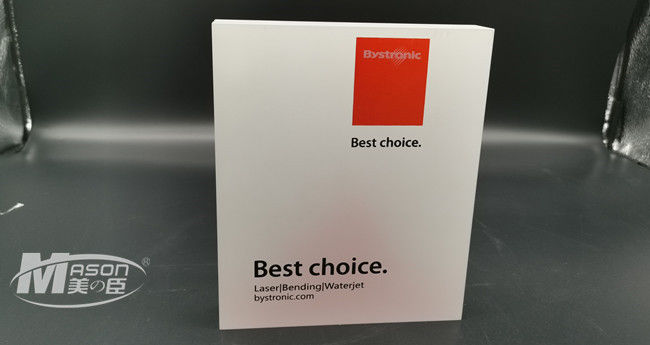 Bystronic
Best choice.
Best choice.
Laser|Bending|Waterjet
bystronic.com
MASON®
美の臣